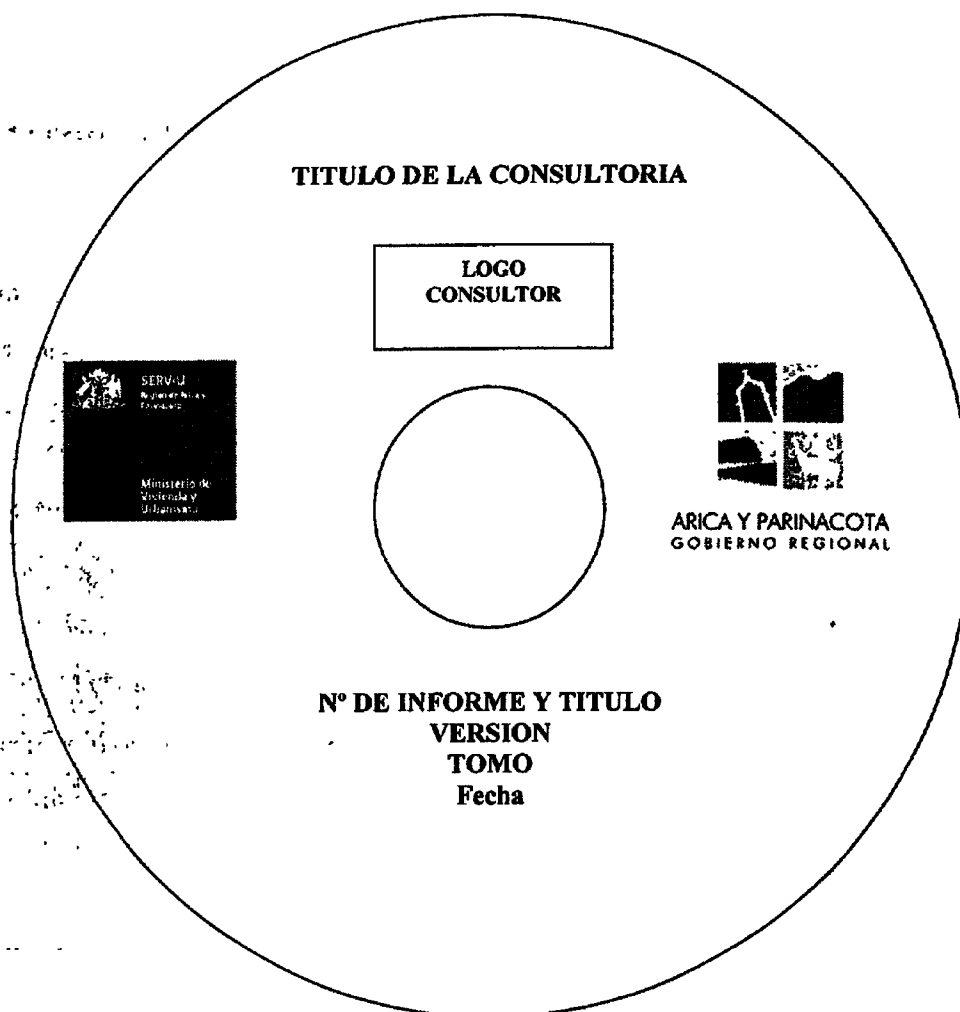 TITULO DE LA CONSULTORIA
LOGO
CONSULTOR
SERVIU
Ministerio de
Vivienda y
Urbanismo
ARICA Y PARINACOTA
GOBIERNO REGIONAL
Nº DE INFORME Y TITULO
VERSION
TOMO
Fecha